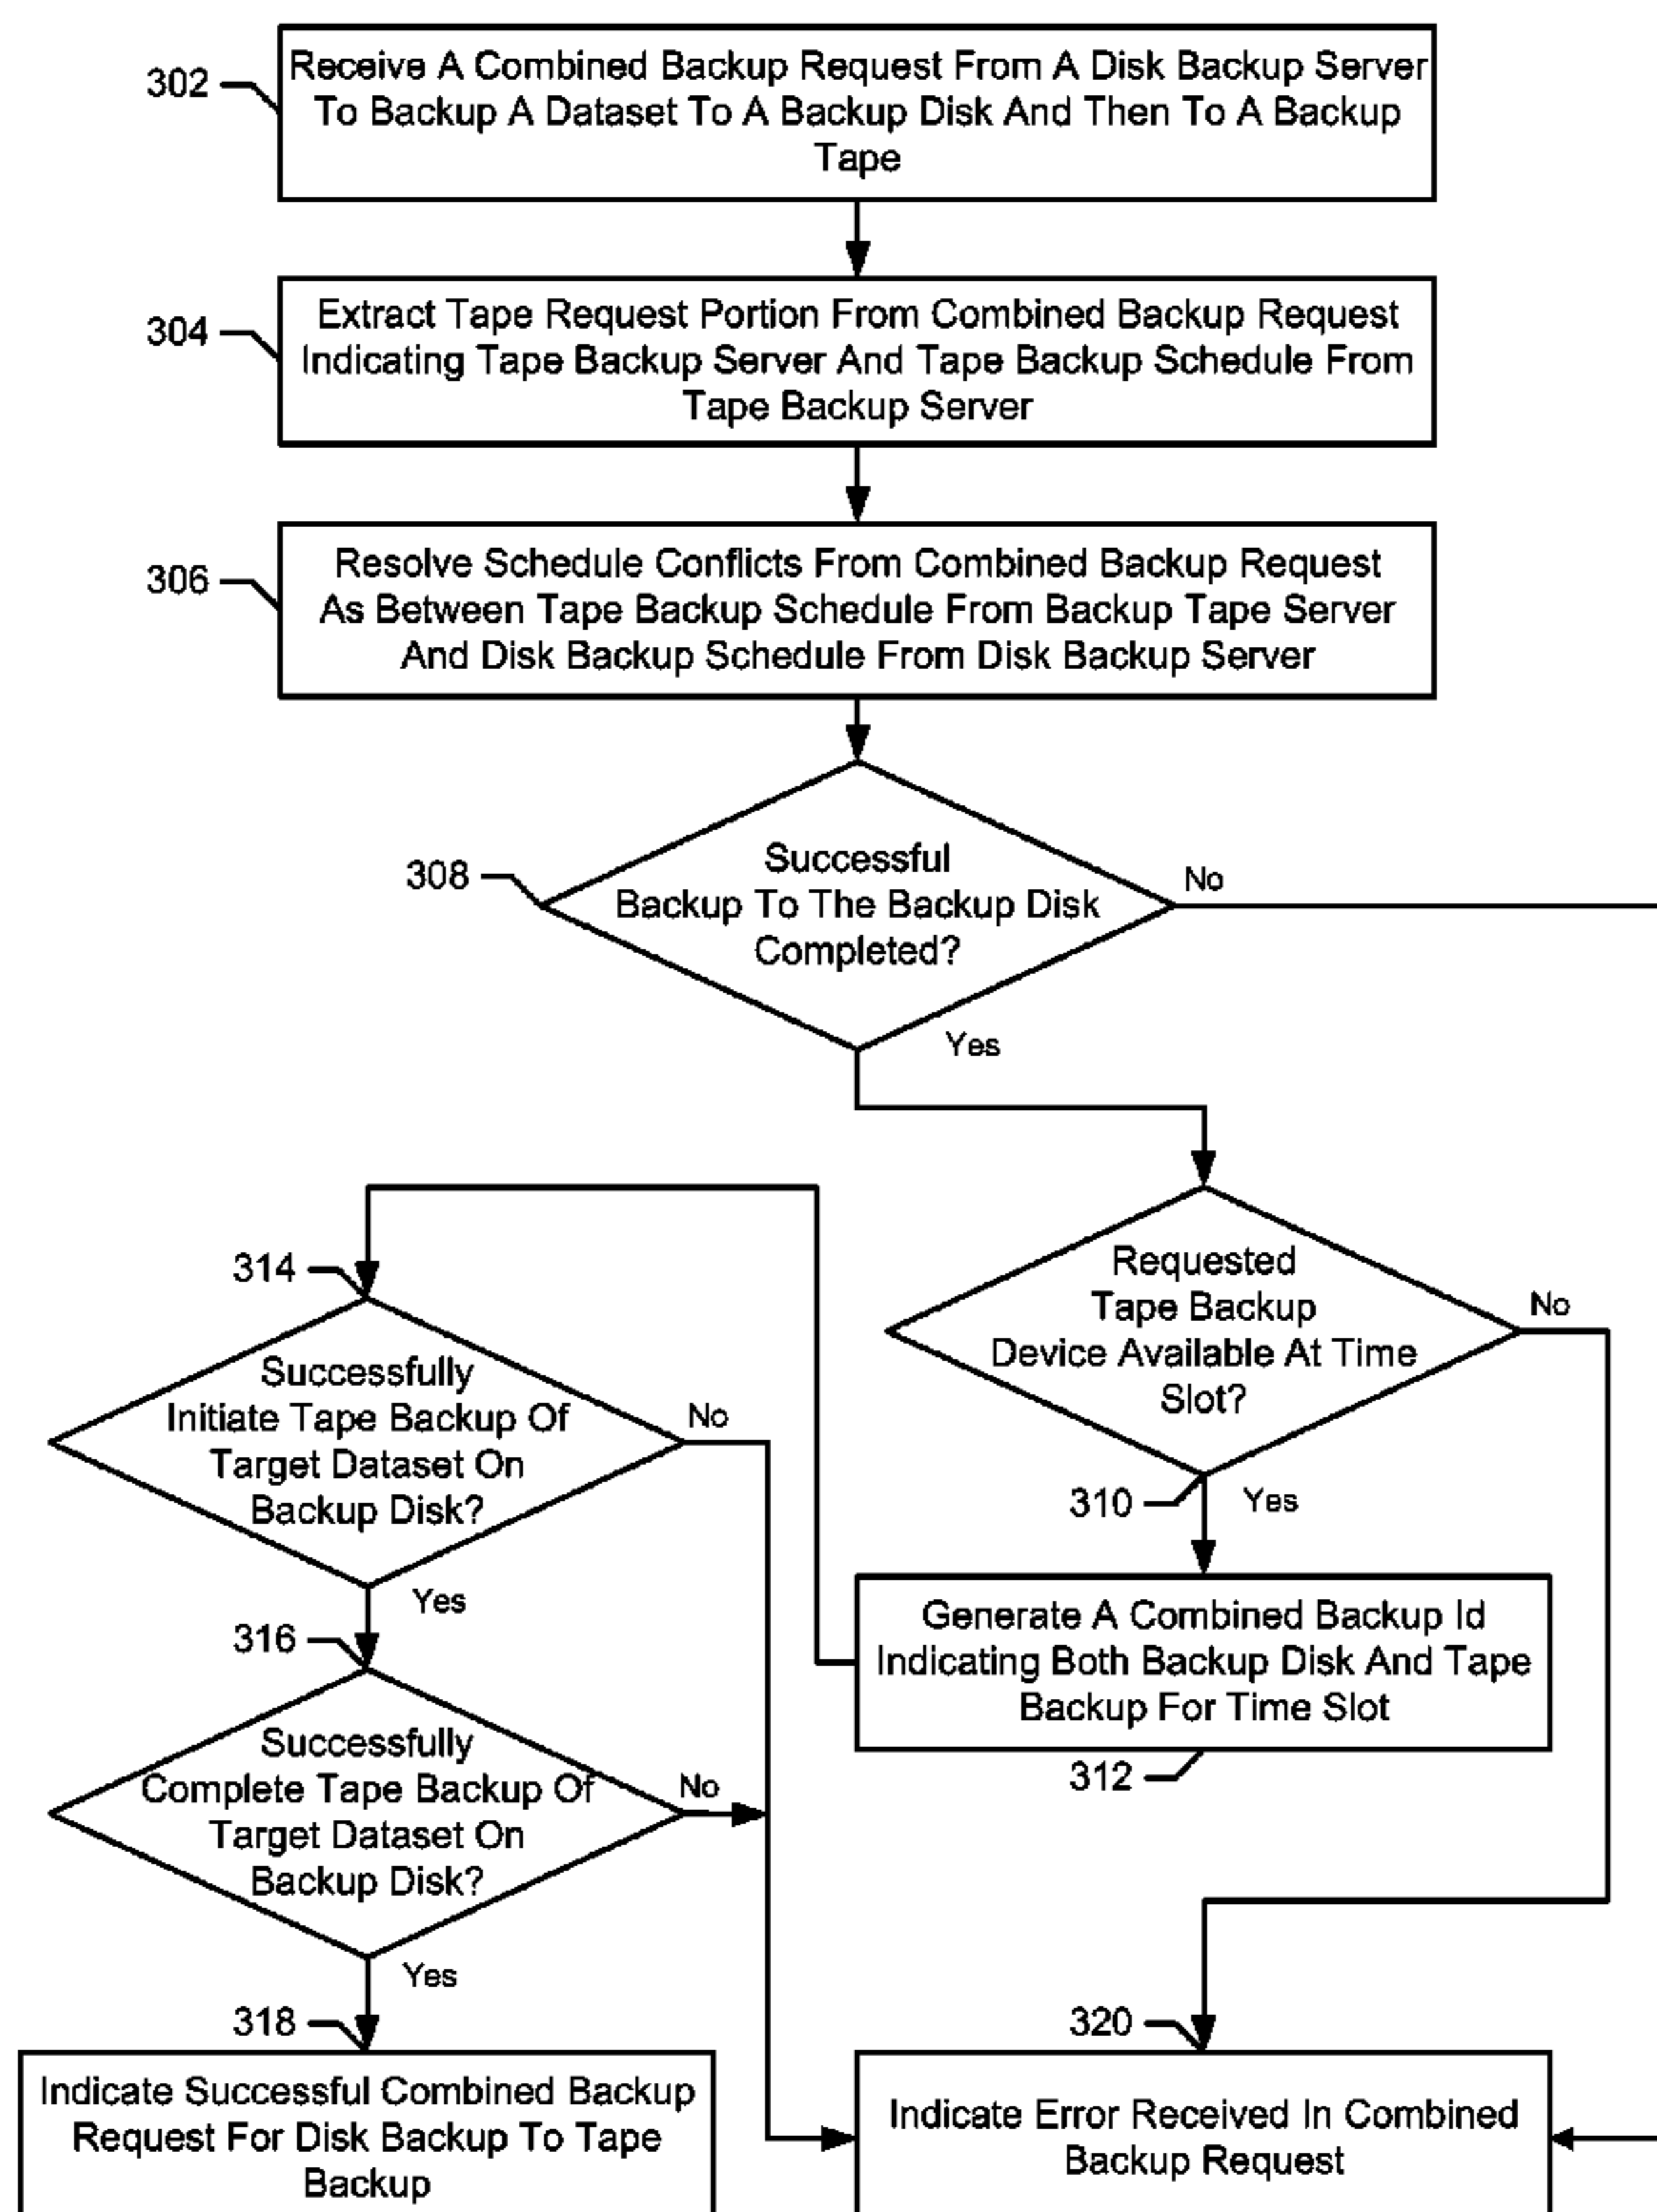 302
Receive A Combined Backup Request From A Disk Backup Server
To Backup A Dataset To A Backup Disk And Then To A Backup
Tape
304
Extract Tape Request Portion From Combined Backup Request
Indicating Tape Backup Server And Tape Backup Schedule From
Tape Backup Server
306
Resolve Schedule Conflicts From Combined Backup Request
As Between Tape Backup Schedule From Backup Tape Server
And Disk Backup Schedule From Disk Backup Server
308
Successful
Backup To The Backup Disk
Completed?
No
Yes
Requested
Tape Backup
Device Available At Time
Slot?
No
310
Yes
Generate A Combined Backup Id
Indicating Both Backup Disk And Tape
Backup For Time Slot
312
314
Successfully
Initiate Tape Backup Of
Target Dataset On
Backup Disk?
No
Yes
316
Successfully
Complete Tape Backup Of
Target Dataset On
Backup Disk?
No
Yes
318
Indicate Successful Combined Backup
Request For Disk Backup To Tape
Backup
320
Indicate Error Received In Combined
Backup Request